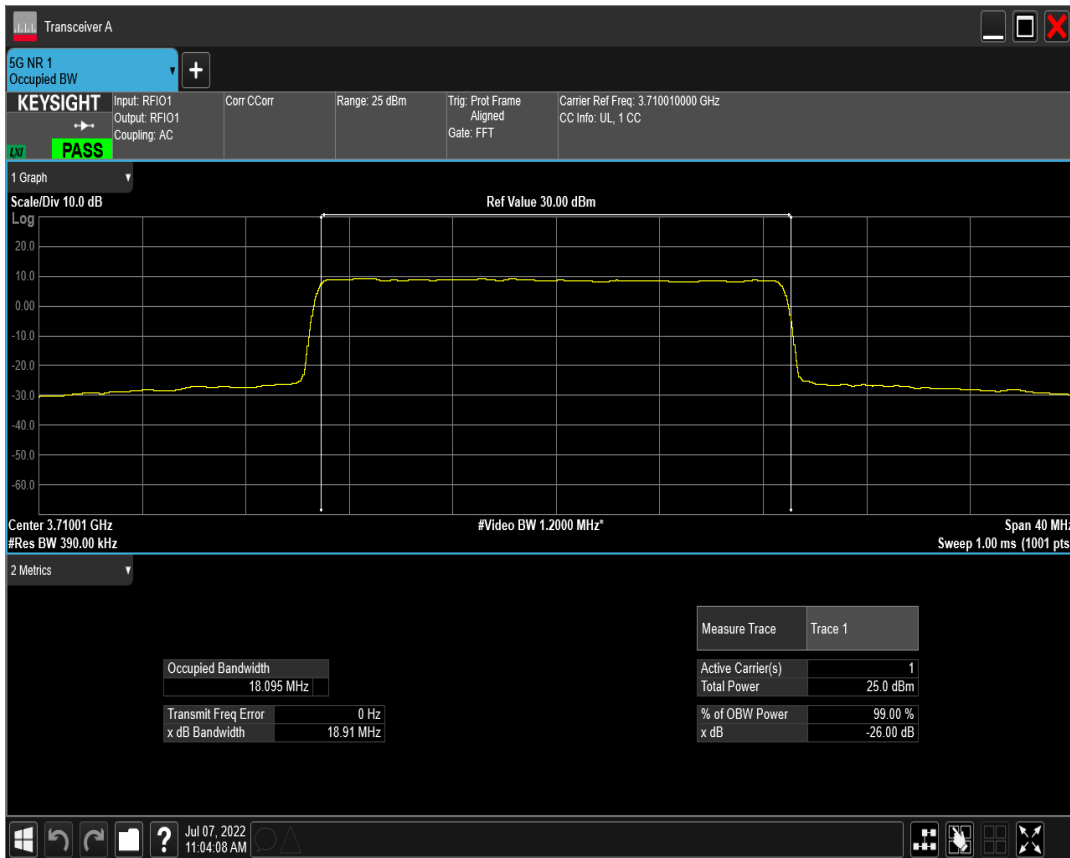 Transceiver A
5G NR 1
Occupied BW
KEYSIGHT
LXI
PASS
Input: RFIO1
Output: RFIO1
Coupling: AC
Corr CCorr
Range: 25 dBm
Trig: Prot Frame
Aligned
Gate: FFT
Carrier Ref Freq: 3.710010000 GHz
CC Info: UL, 1 CC
1 Graph
Scale/Div 10.0 dB
Ref Value 30.00 dBm
Log
20.0
10.0
0.00
-10.0
-20.0
-30.0
-40.0
-50.0
-60.0
Center 3.71001 GHz
#Video BW 1.2000 MHz*
Span 40 MHz
#Res BW 390.00 kHz
Sweep 1.00 ms (1001 pts
2 Metrics
Measure Trace Trace 1
Occupied Bandwidth
18.095 MHz
Active Carrier(s) 1
Total Power 25.0 dBm
Transmit Freq Error 0 Hz
x dB Bandwidth 18.91 MHz
% of OBW Power 99.00 %
x dB -26.00 dB
?
Jul 07, 2022
11:04:08 AM